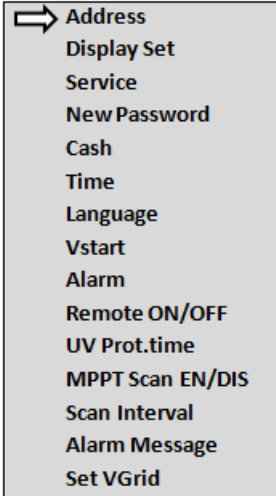 Address
Display Set
Service
New Password
Cash
Time
Language
Vstart
Alarm
Remote ON/OFF
UV Prot.time
MPPT Scan EN/DIS
Scan Interval
Alarm Message
Set VGrid